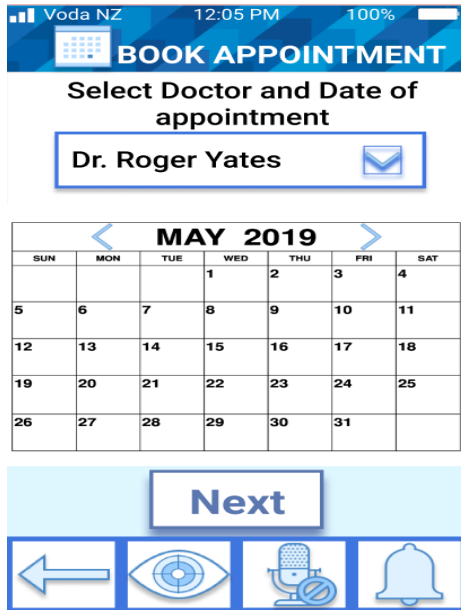 Voda NZ 12:05 PM 100%
BOOK APPOINTMENT
Select Doctor and Date of
appointment
Dr. Roger Yates
MAY 2019
SUN MON TUE WED THU FRI SAT
1 2 3 4
5 6 7 8 9 10 11
12 13 14 15 16 17 18
19 20 21 22 23 24 25
26 27 28 29 30 31
Next